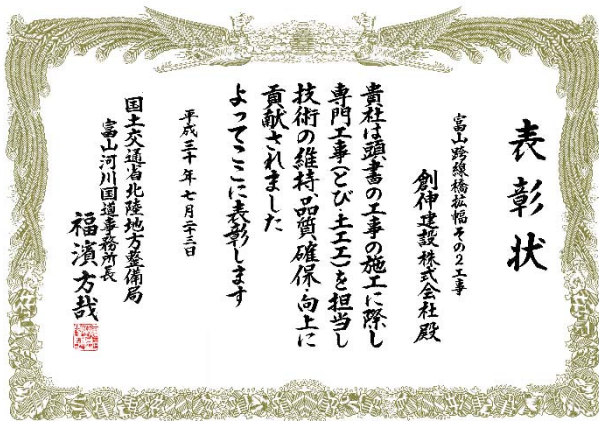 表彰状
富山跨線橋拡幅その2工事
創伸建設株式会社殿
貴社は頭書の工事の施工に際し
専門工事(とび・土工工)を担当し
技術の維持、品質確保・向上に
貢献されました
よってここに表彰します
平成三十年七月二十三日
国土交通省北陸地方整備局
富山河川国道事務所長
福濱方哉